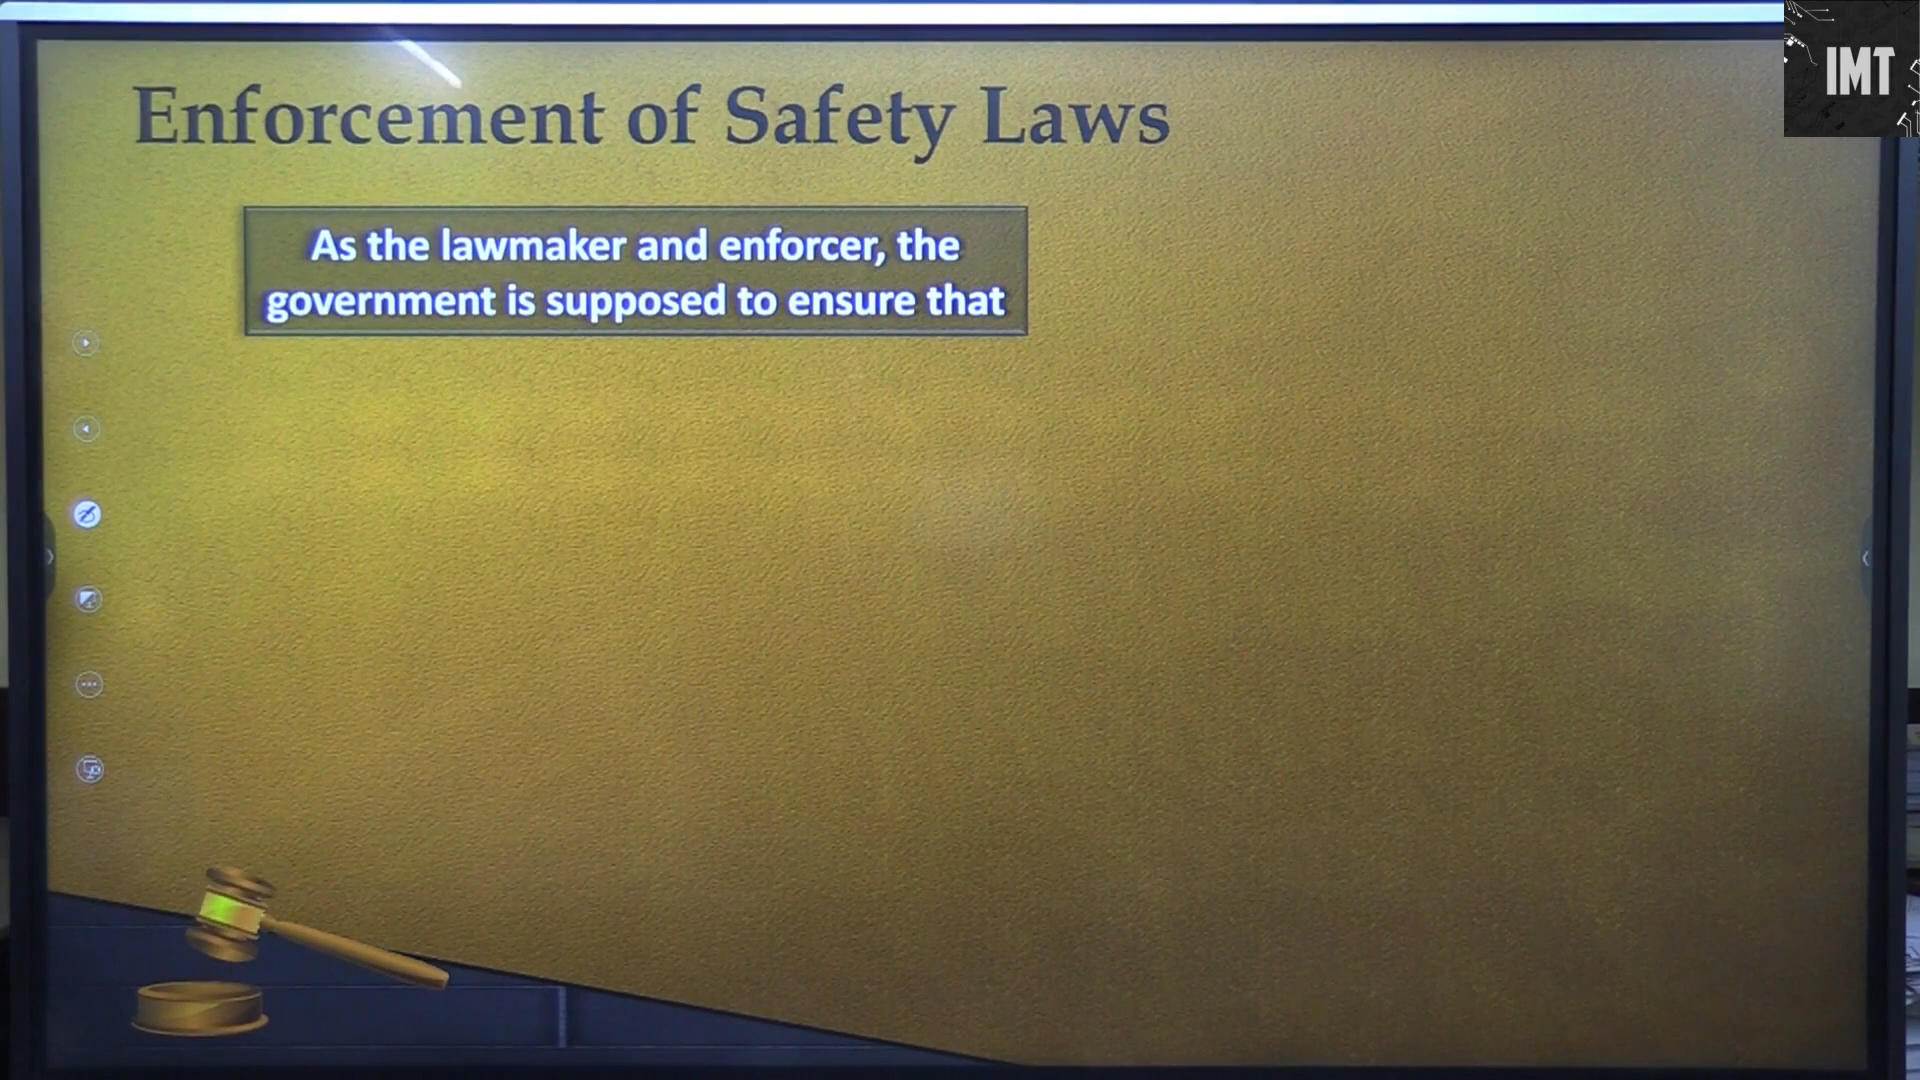 Enforcement of Safety Laws
As the lawmaker and enforcer, the
government is supposed to ensure that
IMT